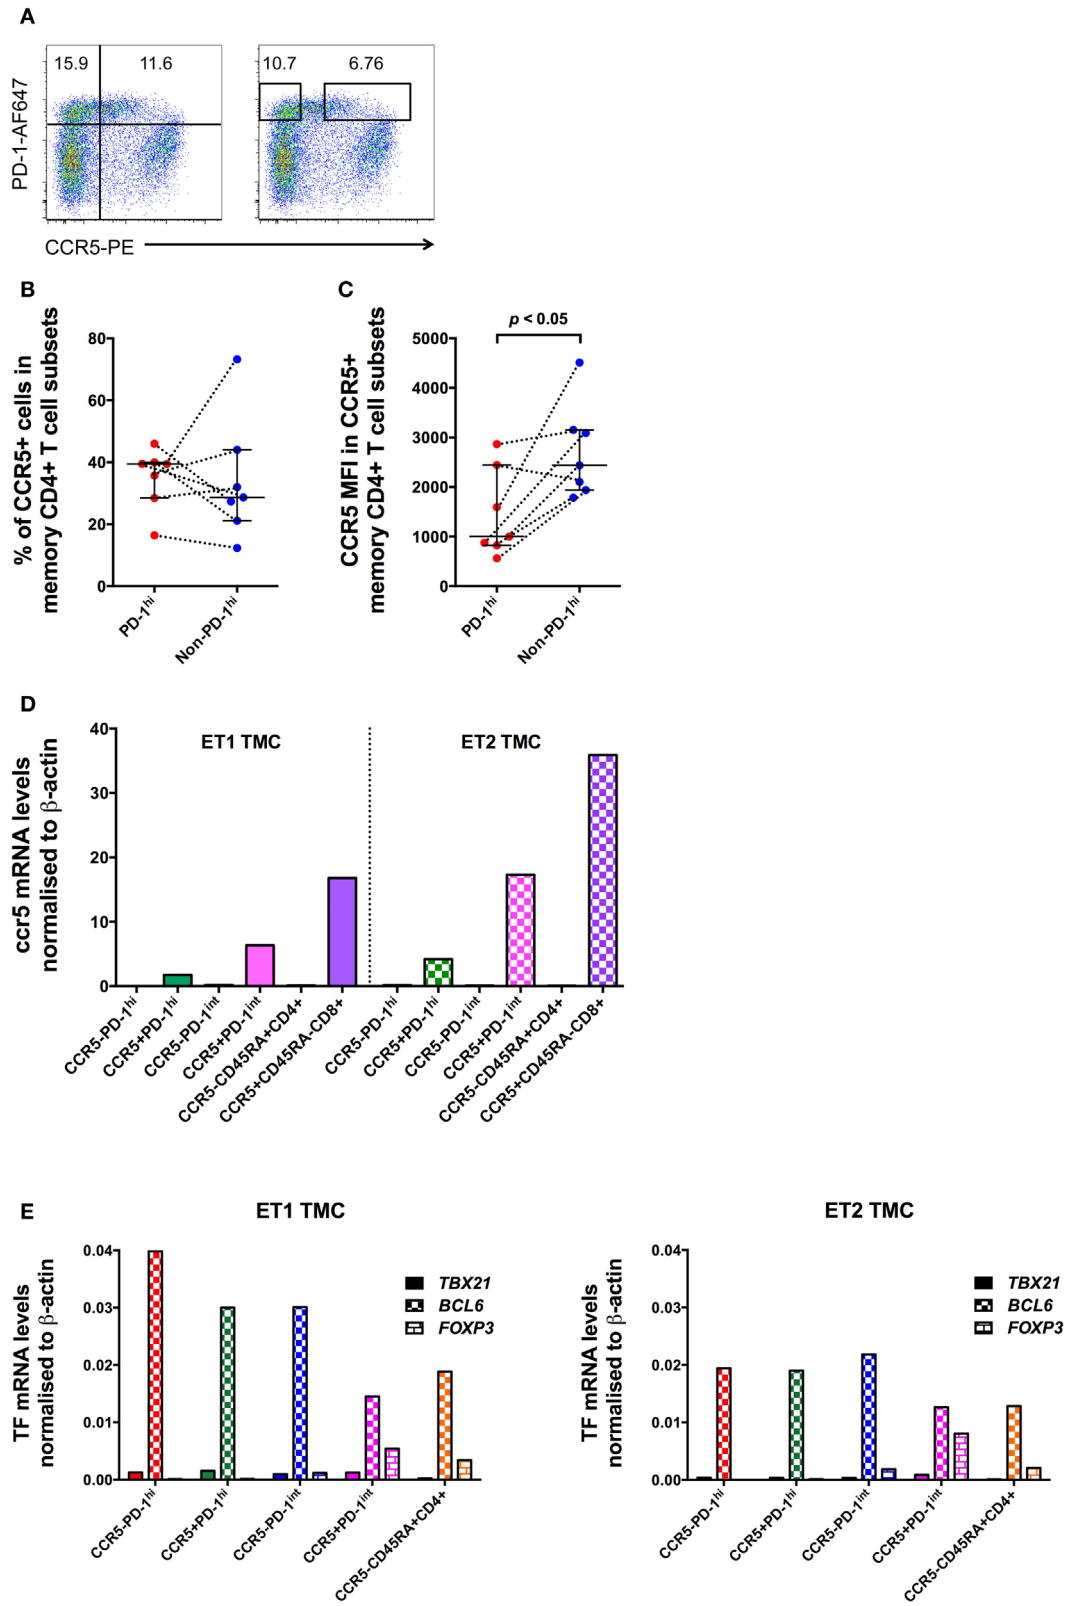 A
15.9
11.6
10.7
6.76
PD-1-AF647
CCR5-PE
B
% of CCR5+ cells in
memory CD4+ T cell subsets
80
60
40
20
0
PD-1hi
Non-PD-1hi
C
CCR5 MFI in CCR5+
memory CD4+ T cell subsets
p < 0.05
5000
4000
3000
2000
1000
0
PD-1hi
Non-PD-1hi
D
ccr5 mRNA levels
normalised to β-actin
40
30
20
10
0
ET1 TMC
ET2 TMC
CCR5-PD-1hi
CCR5+PD-1hi
CCR5-PD-1int
CCR5+PD-1int
CCR5-CD45RA+CD4+
CCR5+CD45RA-CD8+
CCR5-PD-1hi
CCR5+PD-1hi
CCR5-PD-1int
CCR5+PD-1int
CCR5-CD45RA+CD4+
CCR5+CD45RA-CD8+
E
ET1 TMC
TF mRNA levels
normalised to β-actin
0.04
0.03
0.02
0.01
0.00
TBX21
BCL6
FOXP3
CCR5-PD-1hi
CCR5+PD-1hi
CCR5-PD-1int
CCR5+PD-1int
CCR5-CD45RA+CD4+
ET2 TMC
TF mRNA levels
normalised to β-actin
0.04
0.03
0.02
0.01
0.00
TBX21
BCL6
FOXP3
CCR5-PD-1hi
CCR5+PD-1hi
CCR5-PD-1int
CCR5+PD-1int
CCR5-CD45RA+CD4+